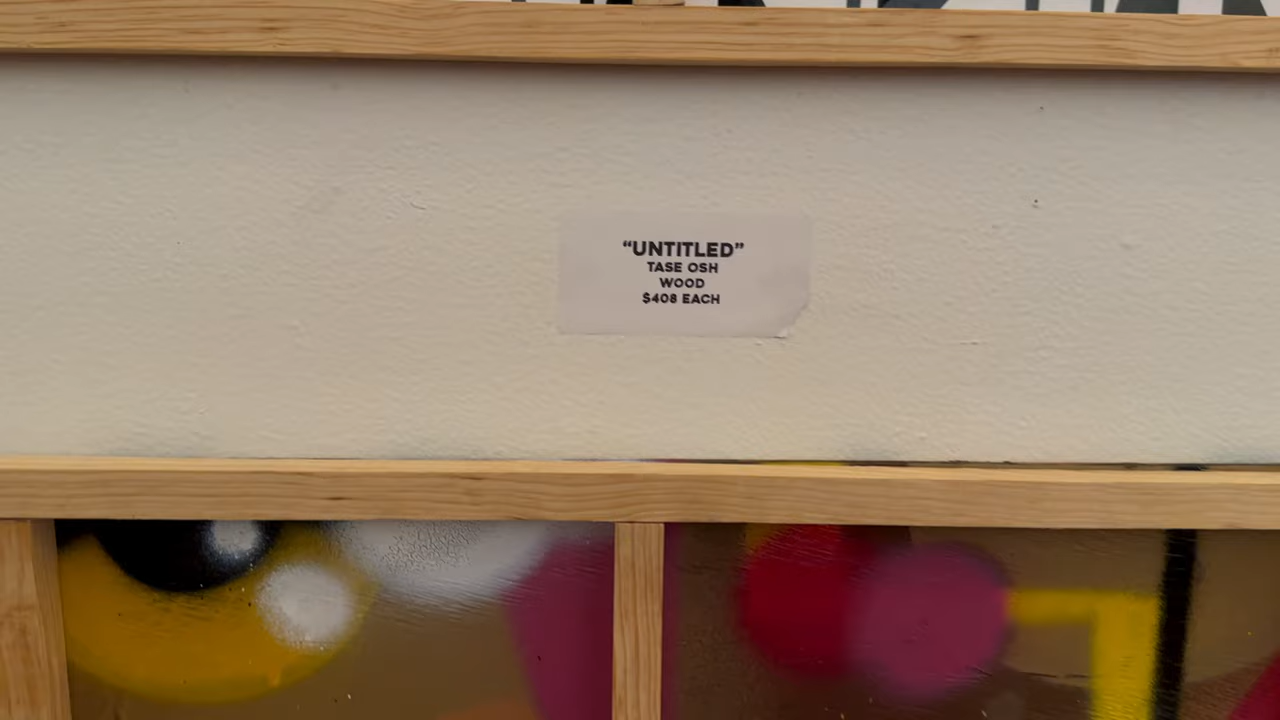 “UNTITLED”
TASE OSH
WOOD
$408 EACH